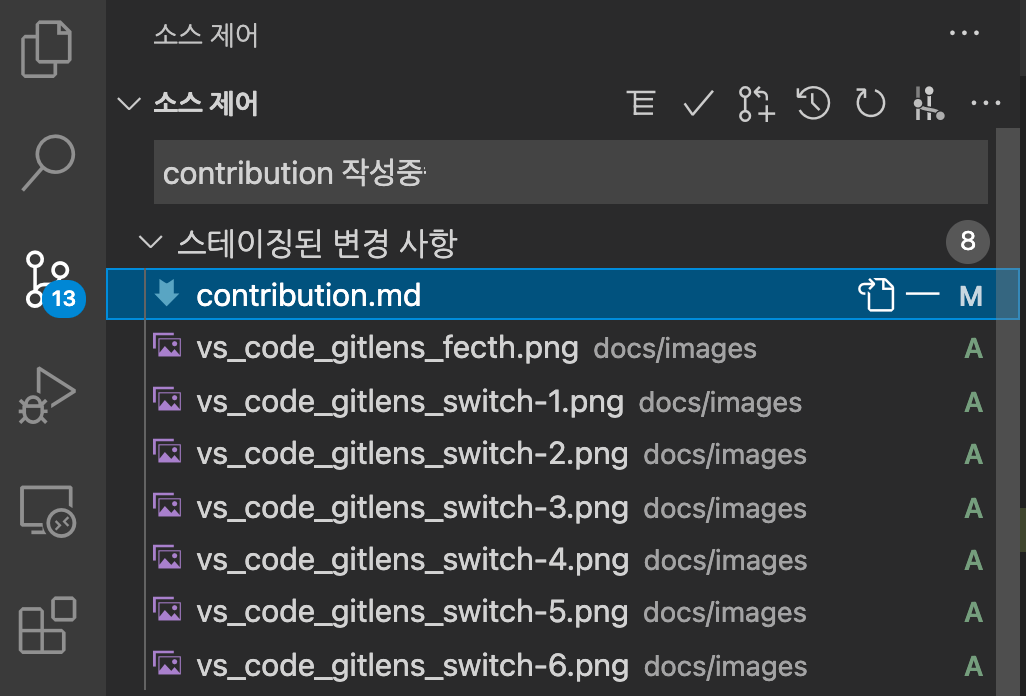 소스 제어
소스 제어
contribution 작성중
스테이징된 변경 사항 8
13
contribution.md M
vs_code_gitlens_fecth.png docs/images A
vs_code_gitlens_switch-1.png docs/images A
vs_code_gitlens_switch-2.png docs/images A
vs_code_gitlens_switch-3.png docs/images A
vs_code_gitlens_switch-4.png docs/images A
vs_code_gitlens_switch-5.png docs/images A
vs_code_gitlens_switch-6.png docs/images A